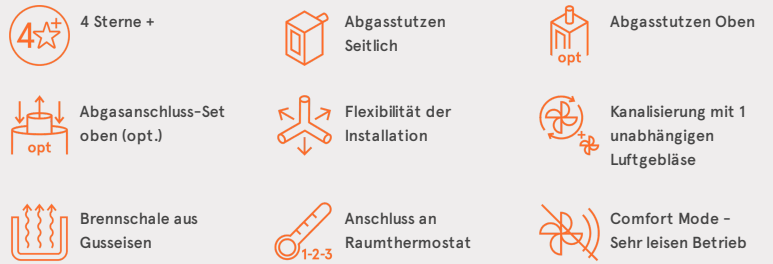 4+
4 Sterne +
Abgasstutzen
Seitlich
opt
Abgasstutzen Oben
opt
Abgasanschluss-Set
oben (opt.)
Flexibilität der
Installation
+
Kanalisierung mit 1
unabhängigen
Luftgebläse
Brennschale aus
Gusseisen
1-2-3
Anschluss an
Raumthermostat
Comfort Mode -
Sehr leisen Betrieb